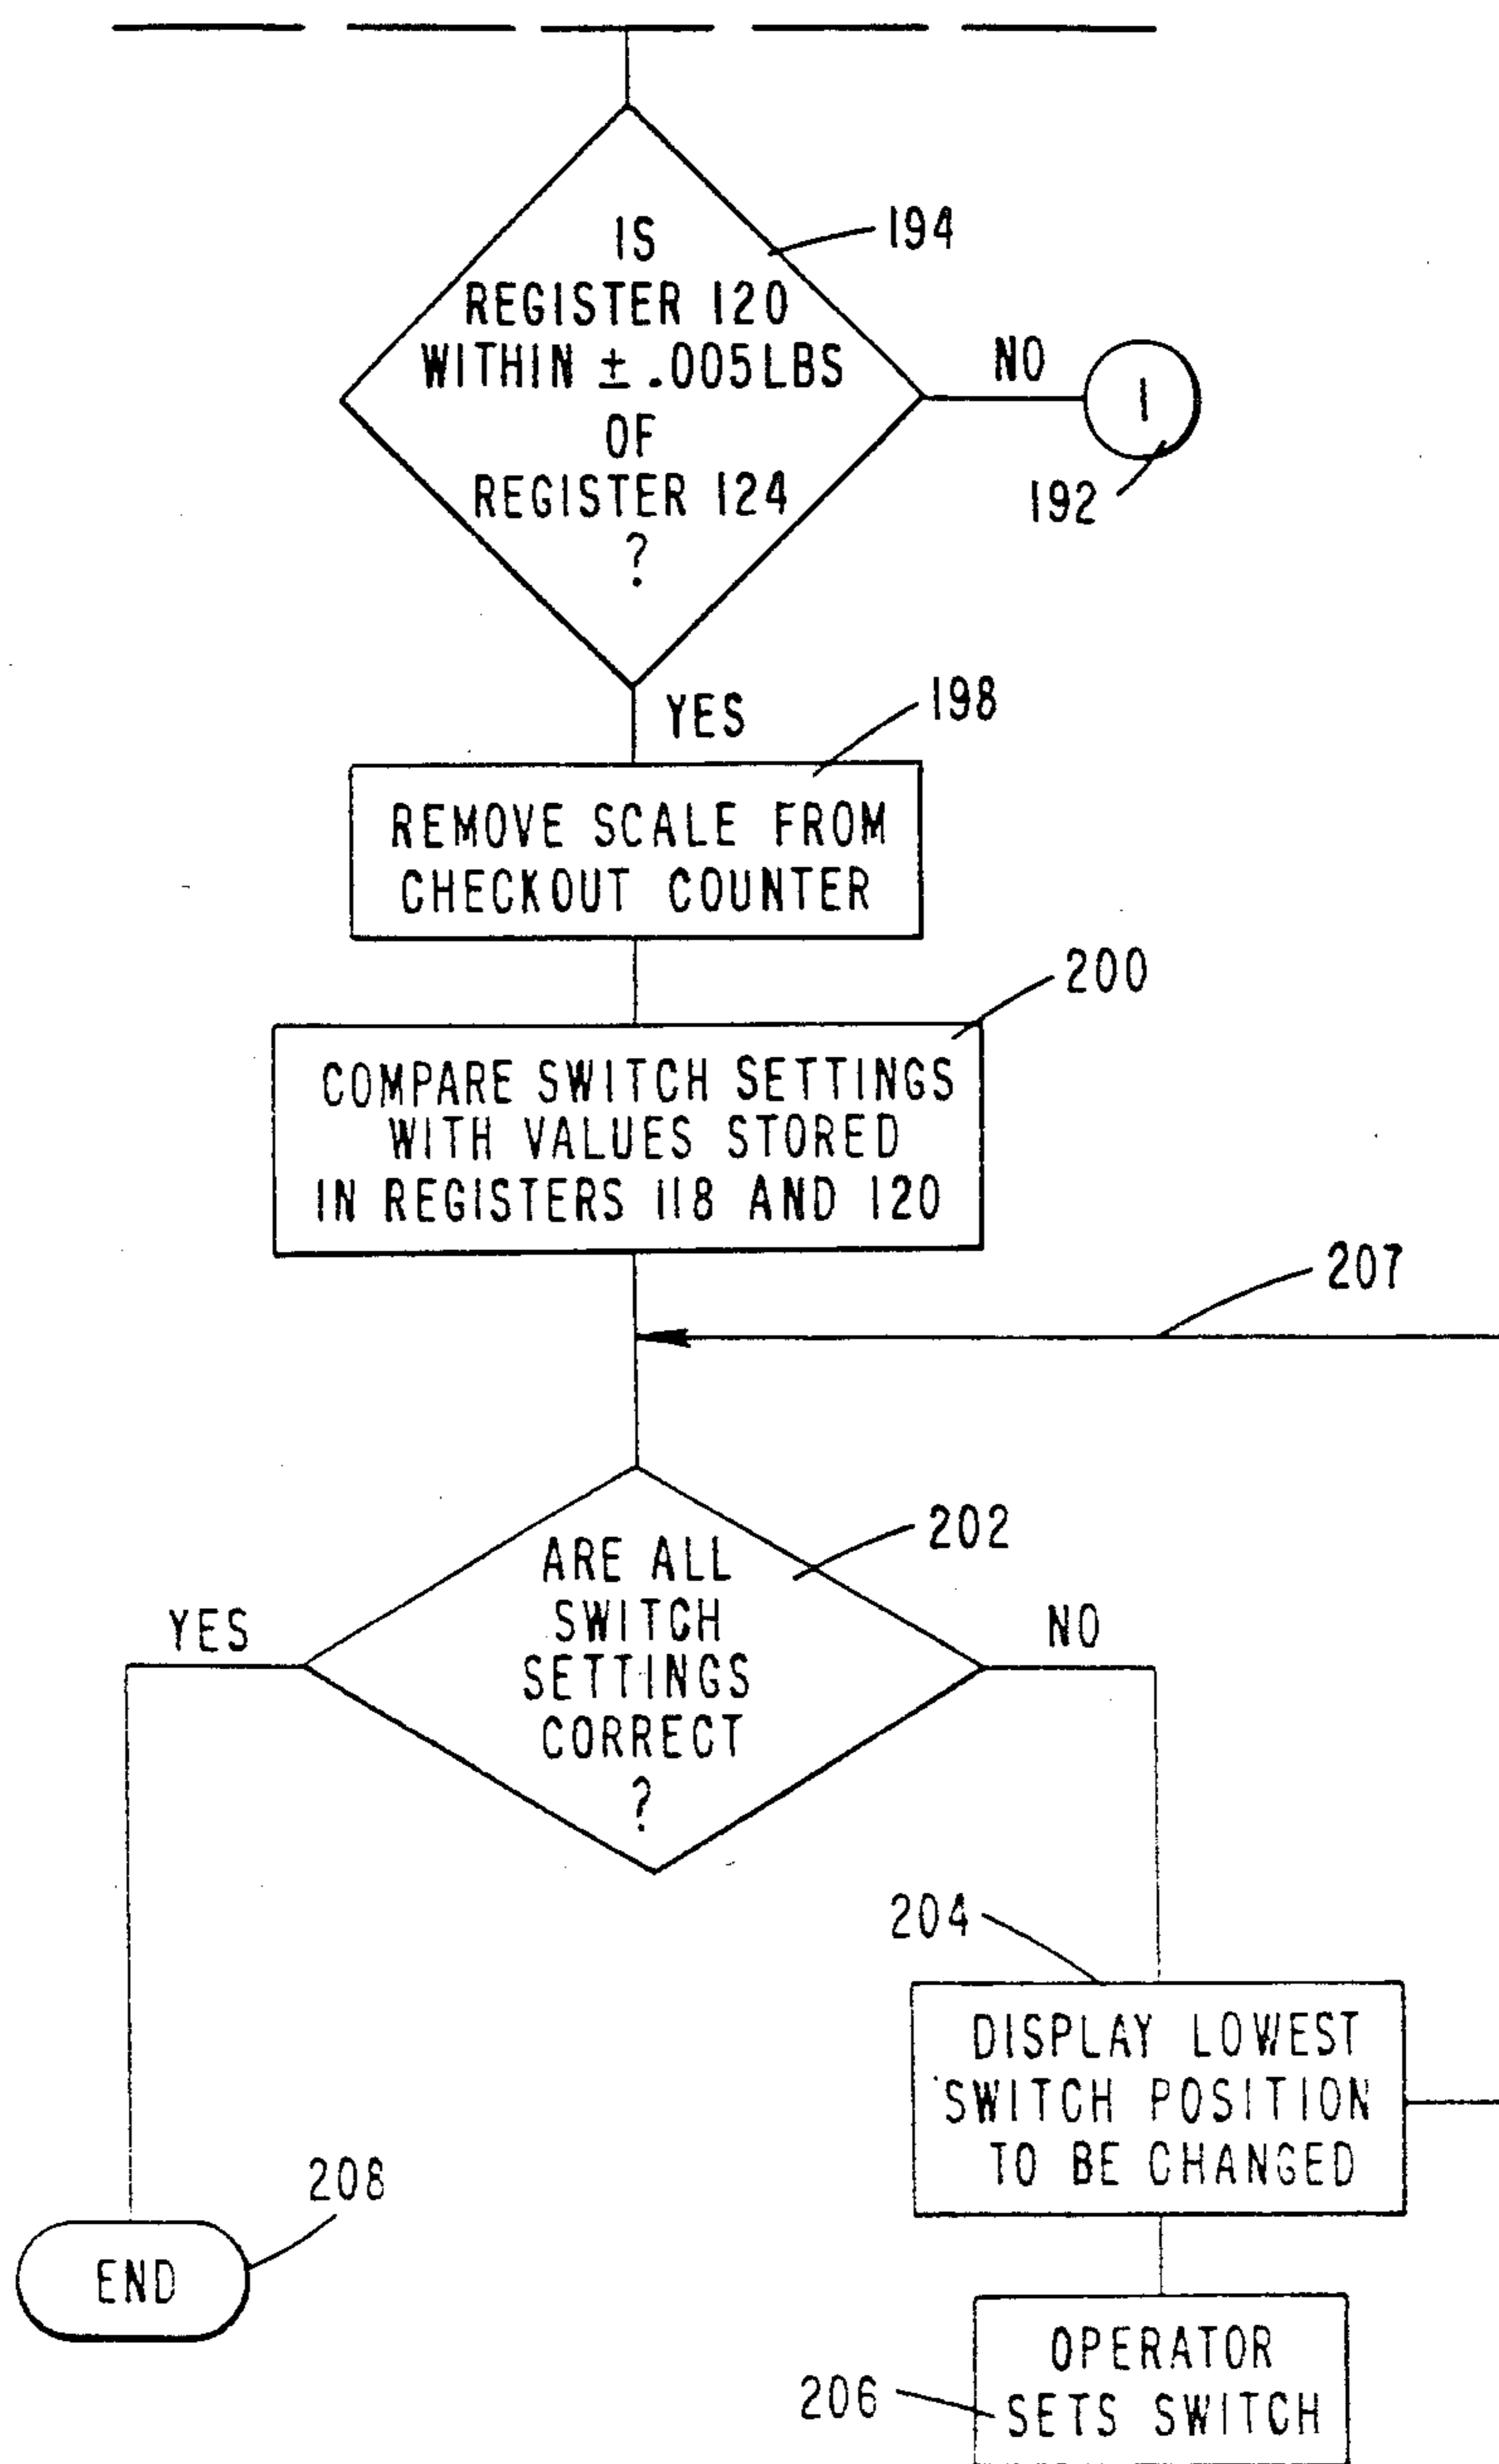 IS
REGISTER 120
WITHIN ± .005 LBS
OF
REGISTER 124
?
194
NO
1
192
YES
198
REMOVE SCALE FROM
CHECKOUT COUNTER
200
COMPARE SWITCH SETTINGS
WITH VALUES STORED
IN REGISTERS 118 AND 120
207
202
ARE ALL
SWITCH
SETTINGS
CORRECT
?
YES
NO
204
DISPLAY LOWEST
SWITCH POSITION
TO BE CHANGED
208
END
206
OPERATOR
SETS SWITCH